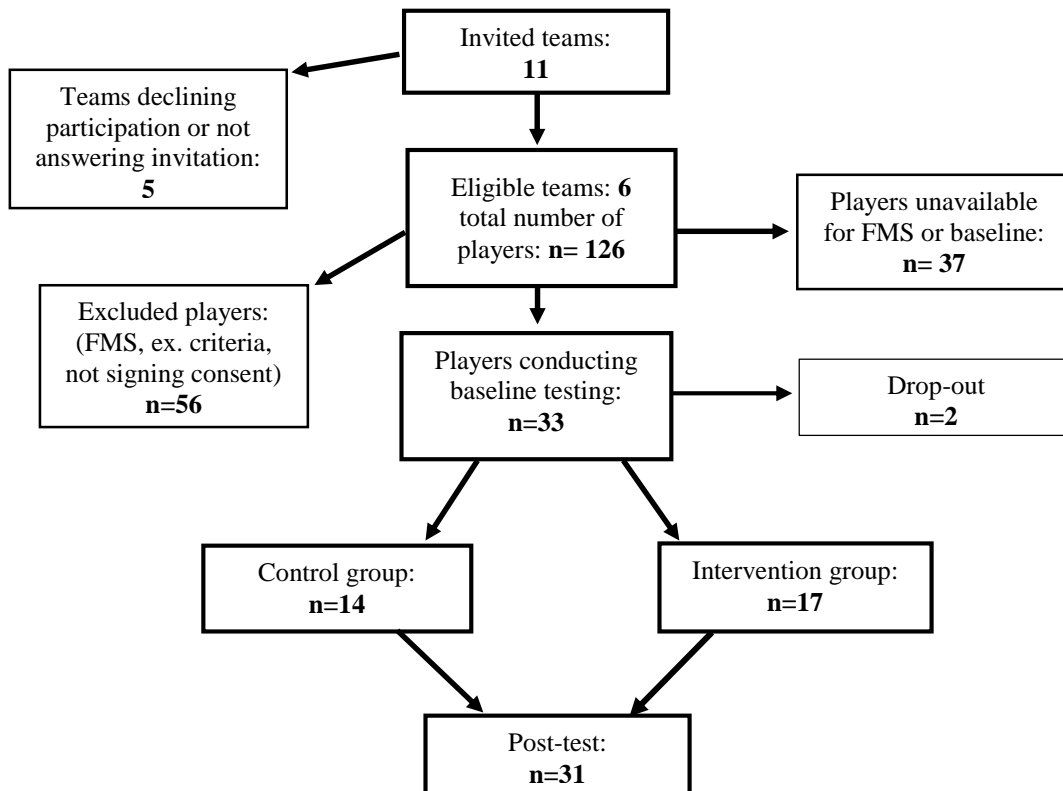 Invited teams:
11
Teams declining
participation or not
answering invitation:
5
Eligible teams: 6
total number of
players: n= 126
Players unavailable
for FMS or baseline:
n= 37
Excluded players:
(FMS, ex. criteria,
not signing consent)
n=56
Players conducting
baseline testing:
n=33
Drop-out
n=2
Control group:
n=14
Intervention group:
n=17
Post-test:
n=31